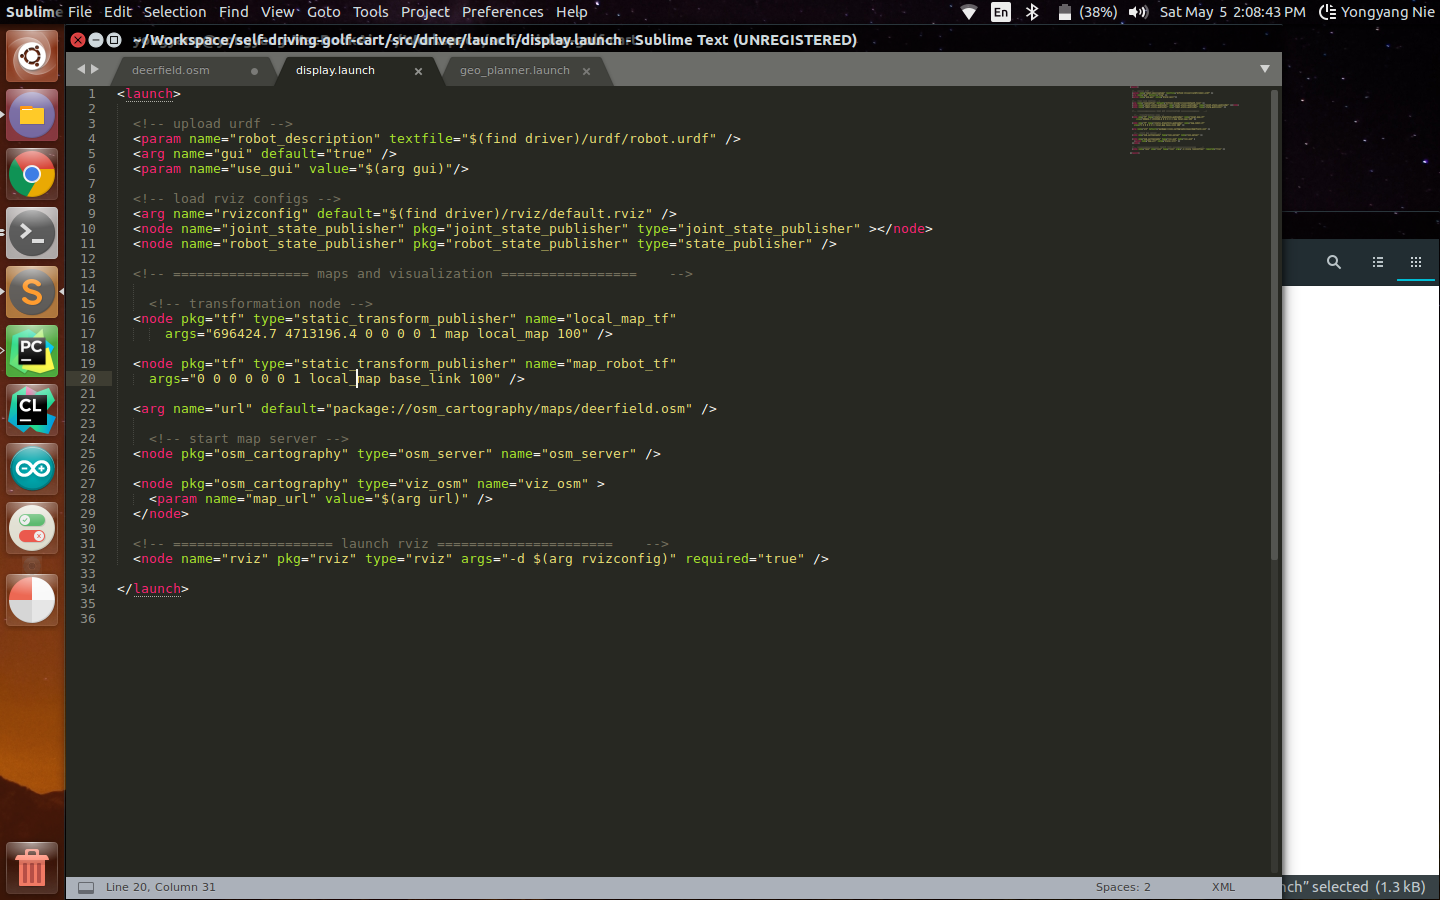 Sublime File Edit Selection Find View Goto Tools Project Preferences Help En (38%) Sat May 5 2:08:43 PM Yongyang Nie
~/Workspace/self-driving-golf-cart/src/driver/launch/display.launch - Sublime Text (UNREGISTERED)
deerfield.osm display.launch geo_planner.launch
1 <launch>
2
3 <!-- upload urdf -->
4 <param name="robot_description" textfile="$(find driver)/urdf/robot.urdf" />
5 <arg name="gui" default="true" />
6 <param name="use_gui" value="$(arg gui)"/>
7
8 <!-- load rviz configs -->
9 <arg name="rvizconfig" default="$(find driver)/rviz/default.rviz" />
10 <node name="joint_state_publisher" pkg="joint_state_publisher" type="joint_state_publisher" ></node>
11 <node name="robot_state_publisher" pkg="robot_state_publisher" type="state_publisher" />
12
13 <!-- ================= maps and visualization ================= -->
14
15 <!-- transformation node -->
16 <node pkg="tf" type="static_transform_publisher" name="local_map_tf"
17 args="696424.7 4713196.4 0 0 0 0 1 map local_map 100" />
18
19 <node pkg="tf" type="static_transform_publisher" name="map_robot_tf"
20 args="0 0 0 0 0 0 1 local_map base_link 100" />
21
22 <arg name="url" default="package://osm_cartography/maps/deerfield.osm" />
23
24 <!-- start map server -->
25 <node pkg="osm_cartography" type="osm_server" name="osm_server" />
26
27 <node pkg="osm_cartography" type="viz_osm" name="viz_osm" >
28 <param name="map_url" value="$(arg url)" />
29 </node>
30
31 <!-- ==================== launch rviz ====================== -->
32 <node name="rviz" pkg="rviz" type="rviz" args="-d $(arg rvizconfig)" required="true" />
33
34 </launch>
35
36
PC
CL
Line 20, Column 31 Spaces: 2 XML
nch" selected (1.3 kB)